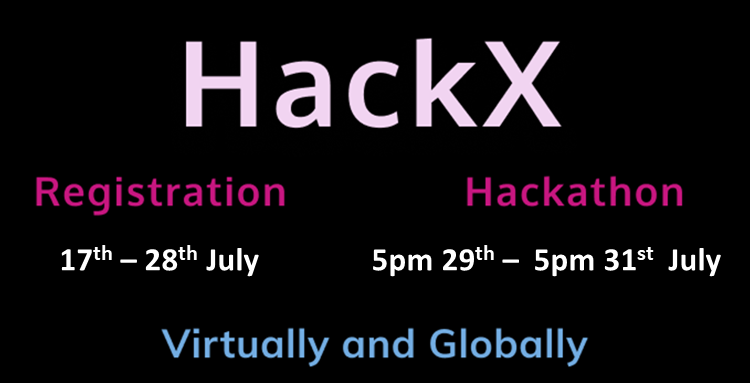 HackX
Registration
Hackathon
17th – 28th July
5pm 29th – 5pm 31st July
Virtually and Globally